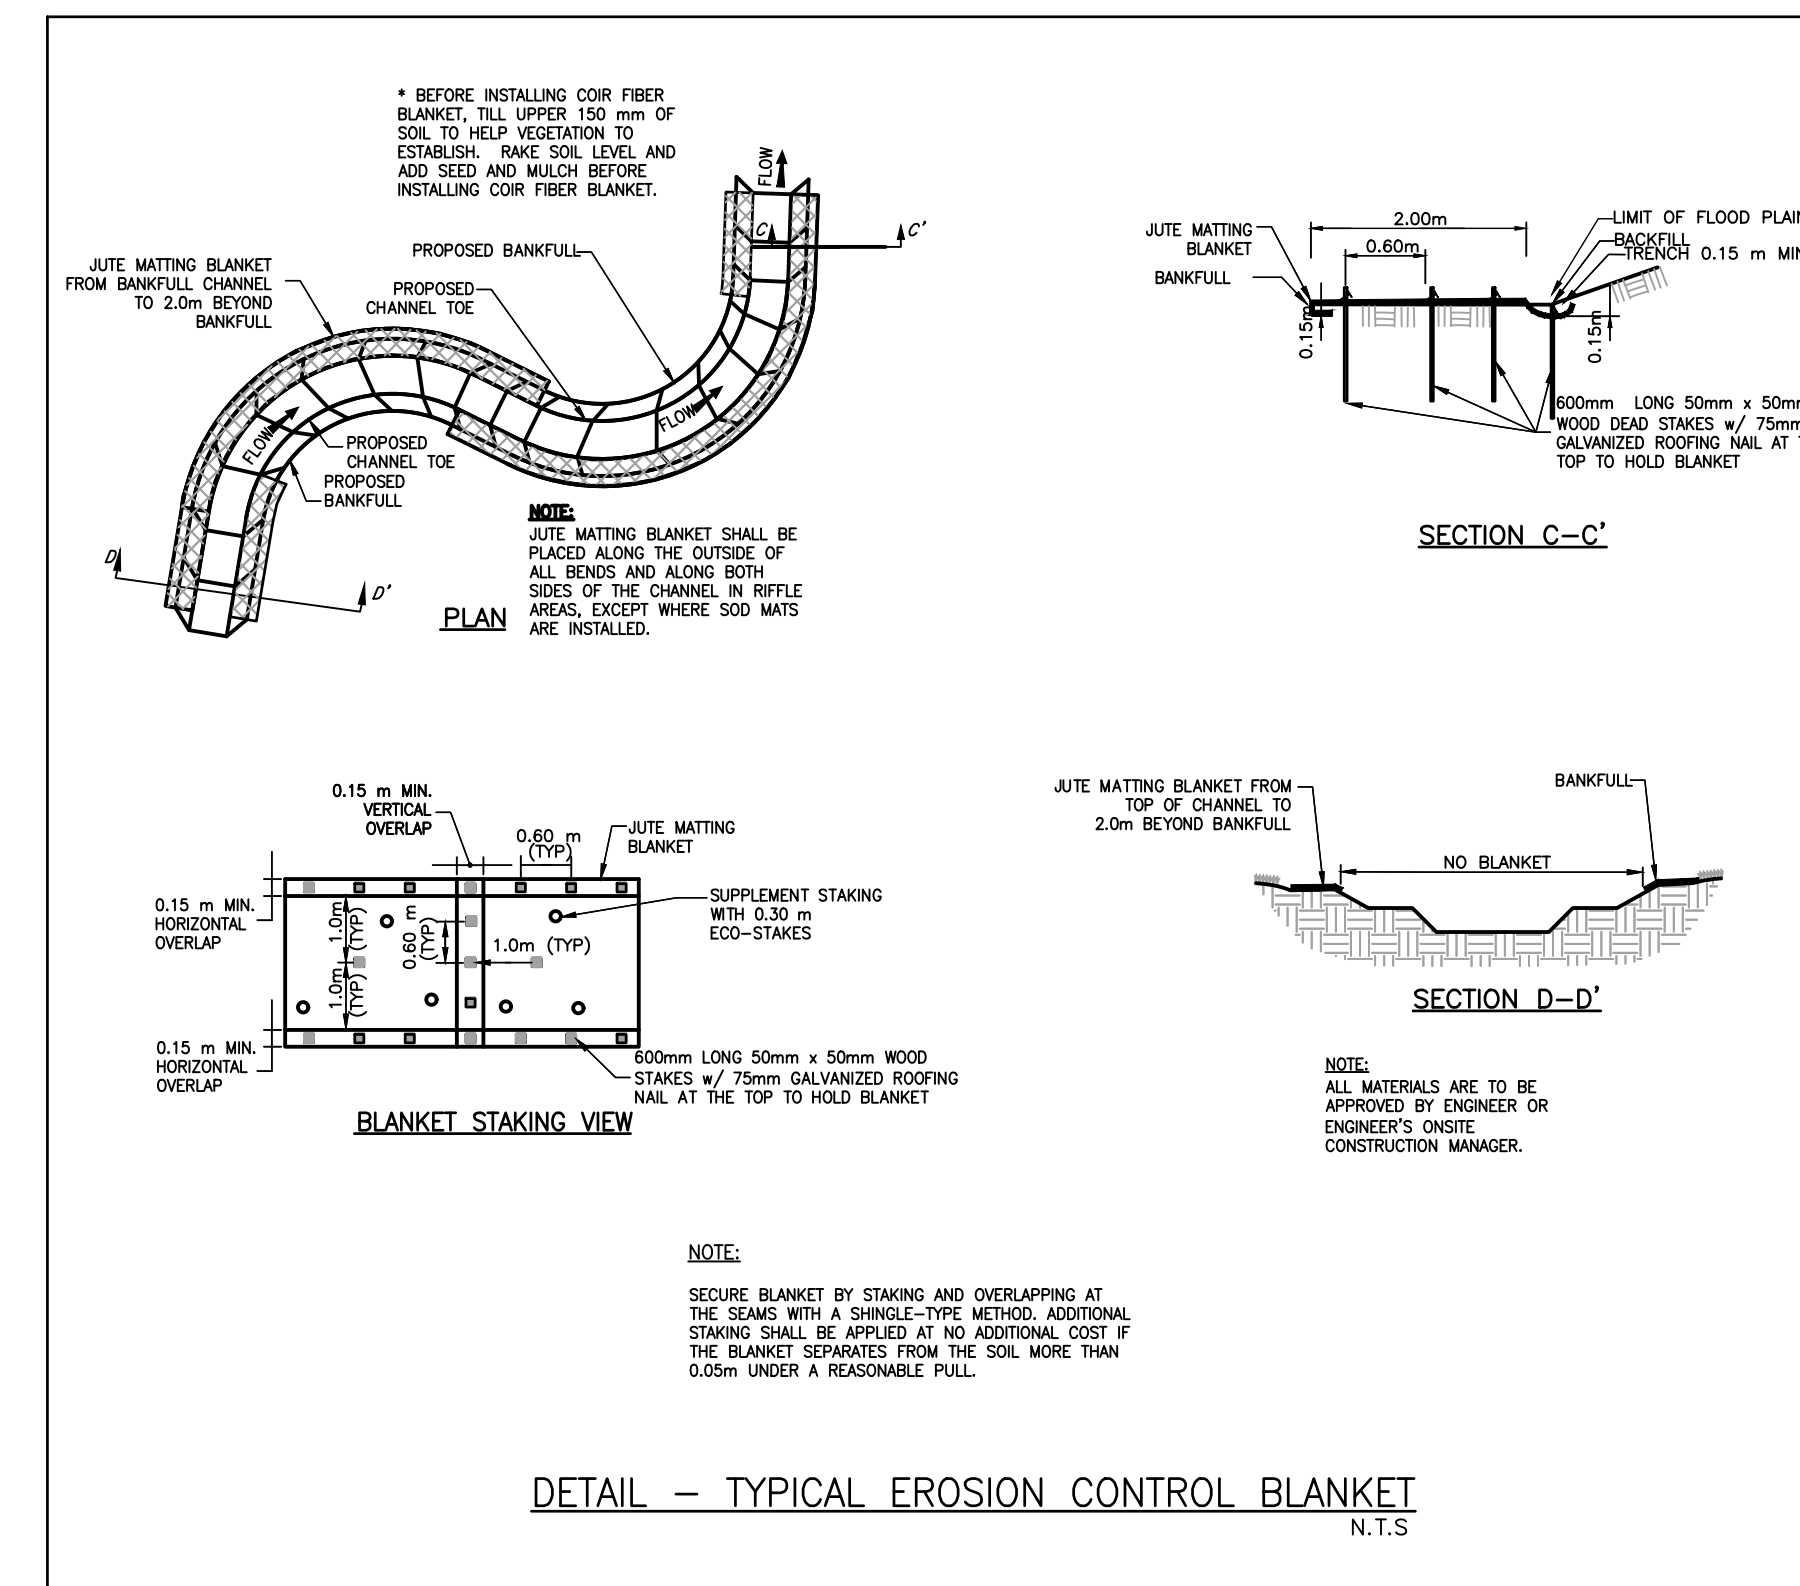 * BEFORE INSTALLING COIR FIBER
BLANKET, TILL UPPER 150 mm OF
SOIL TO HELP VEGETATION TO
ESTABLISH. RAKE SOIL LEVEL AND
ADD SEED AND MULCH BEFORE
INSTALLING COIR FIBER BLANKET.
FLOW
C
C'
PROPOSED BANKFULL
JUTE MATTING BLANKET
FROM BANKFULL CHANNEL
TO 2.0m BEYOND
BANKFULL
PROPOSED
CHANNEL TOE
FLOW
FLOW
PROPOSED
CHANNEL TOE
PROPOSED
BANKFULL
D
D'
PLAN
NOTE:
JUTE MATTING BLANKET SHALL BE
PLACED ALONG THE OUTSIDE OF
ALL BENDS AND ALONG BOTH
SIDES OF THE CHANNEL IN RIFFLE
AREAS, EXCEPT WHERE SOD MATS
ARE INSTALLED.
JUTE MATTING
BLANKET
BANKFULL
2.00m
0.60m
LIMIT OF FLOOD PLAIN
BACKFILL
TRENCH 0.15 m MIN
0.15m
0.15m
600mm LONG 50mm x 50mm
WOOD DEAD STAKES w/ 75mm
GALVANIZED ROOFING NAIL AT
TOP TO HOLD BLANKET
SECTION C-C'
0.15 m MIN.
VERTICAL
OVERLAP
0.60 m
(TYP)
JUTE MATTING
BLANKET
0.15 m MIN.
HORIZONTAL
OVERLAP
1.0m
(TYP)
0.60 m
(TYP)
1.0m (TYP)
1.0m
(TYP)
SUPPLEMENT STAKING
WITH 0.30 m
ECO-STAKES
0.15 m MIN.
HORIZONTAL
OVERLAP
600mm LONG 50mm x 50mm WOOD
STAKES w/ 75mm GALVANIZED ROOFING
NAIL AT THE TOP TO HOLD BLANKET
BLANKET STAKING VIEW
JUTE MATTING BLANKET FROM
TOP OF CHANNEL TO
2.0m BEYOND BANKFULL
BANKFULL
NO BLANKET
SECTION D-D'
NOTE:
ALL MATERIALS ARE TO BE
APPROVED BY ENGINEER OR
ENGINEER'S ONSITE
CONSTRUCTION MANAGER.
NOTE:
SECURE BLANKET BY STAKING AND OVERLAPPING AT
THE SEAMS WITH A SHINGLE-TYPE METHOD. ADDITIONAL
STAKING SHALL BE APPLIED AT NO ADDITIONAL COST IF
THE BLANKET SEPARATES FROM THE SOIL MORE THAN
0.05m UNDER A REASONABLE PULL.
DETAIL - TYPICAL EROSION CONTROL BLANKET
N.T.S